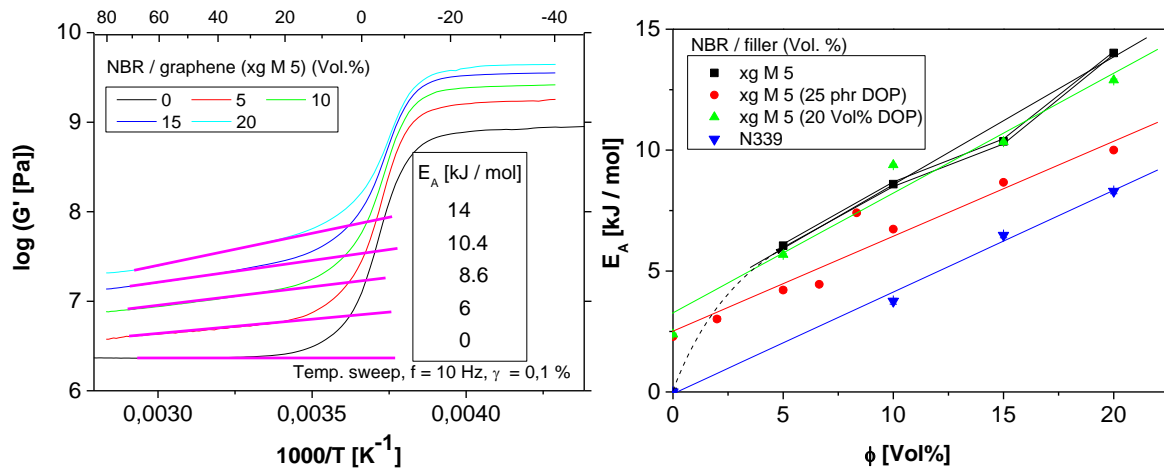 80 60 40 20 0 -20 -40
10
NBR / graphene (xg M 5) (Vol.%)
0 5 10
15 20
9
8
7
6
log (G' [Pa])
E_A [kJ / mol]
14
10.4
8.6
6
0
Temp. sweep, f = 10 Hz, γ = 0,1 %
0,0030 0,0035 0,0040
1000/T [K⁻¹]
15
NBR / filler (Vol. %)
xg M 5
xg M 5 (25 phr DOP)
xg M 5 (20 Vol% DOP)
N339
10
5
0
E_A [kJ / mol]
0 5 10 15 20
ϕ [Vol%]